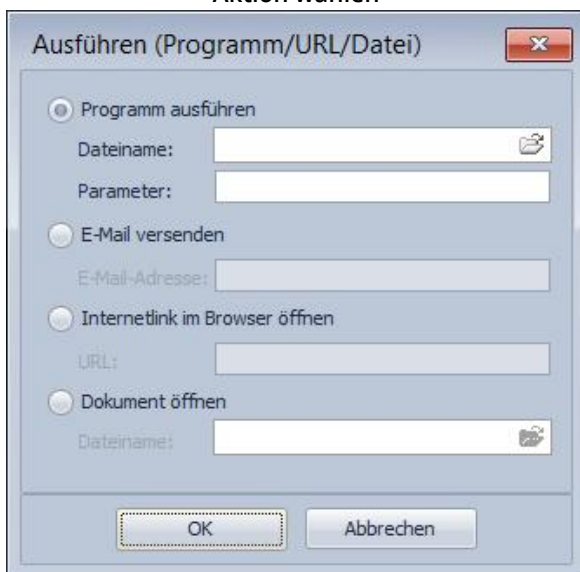 Aktion wählen
Ausführen (Programm/URL/Datei)
Programm ausführen
Dateiname:
Parameter:
E-Mail versenden
E-Mail-Adresse:
Internetlink im Browser öffnen
URL:
Dokument öffnen
Dateiname:
OK Abbrechen